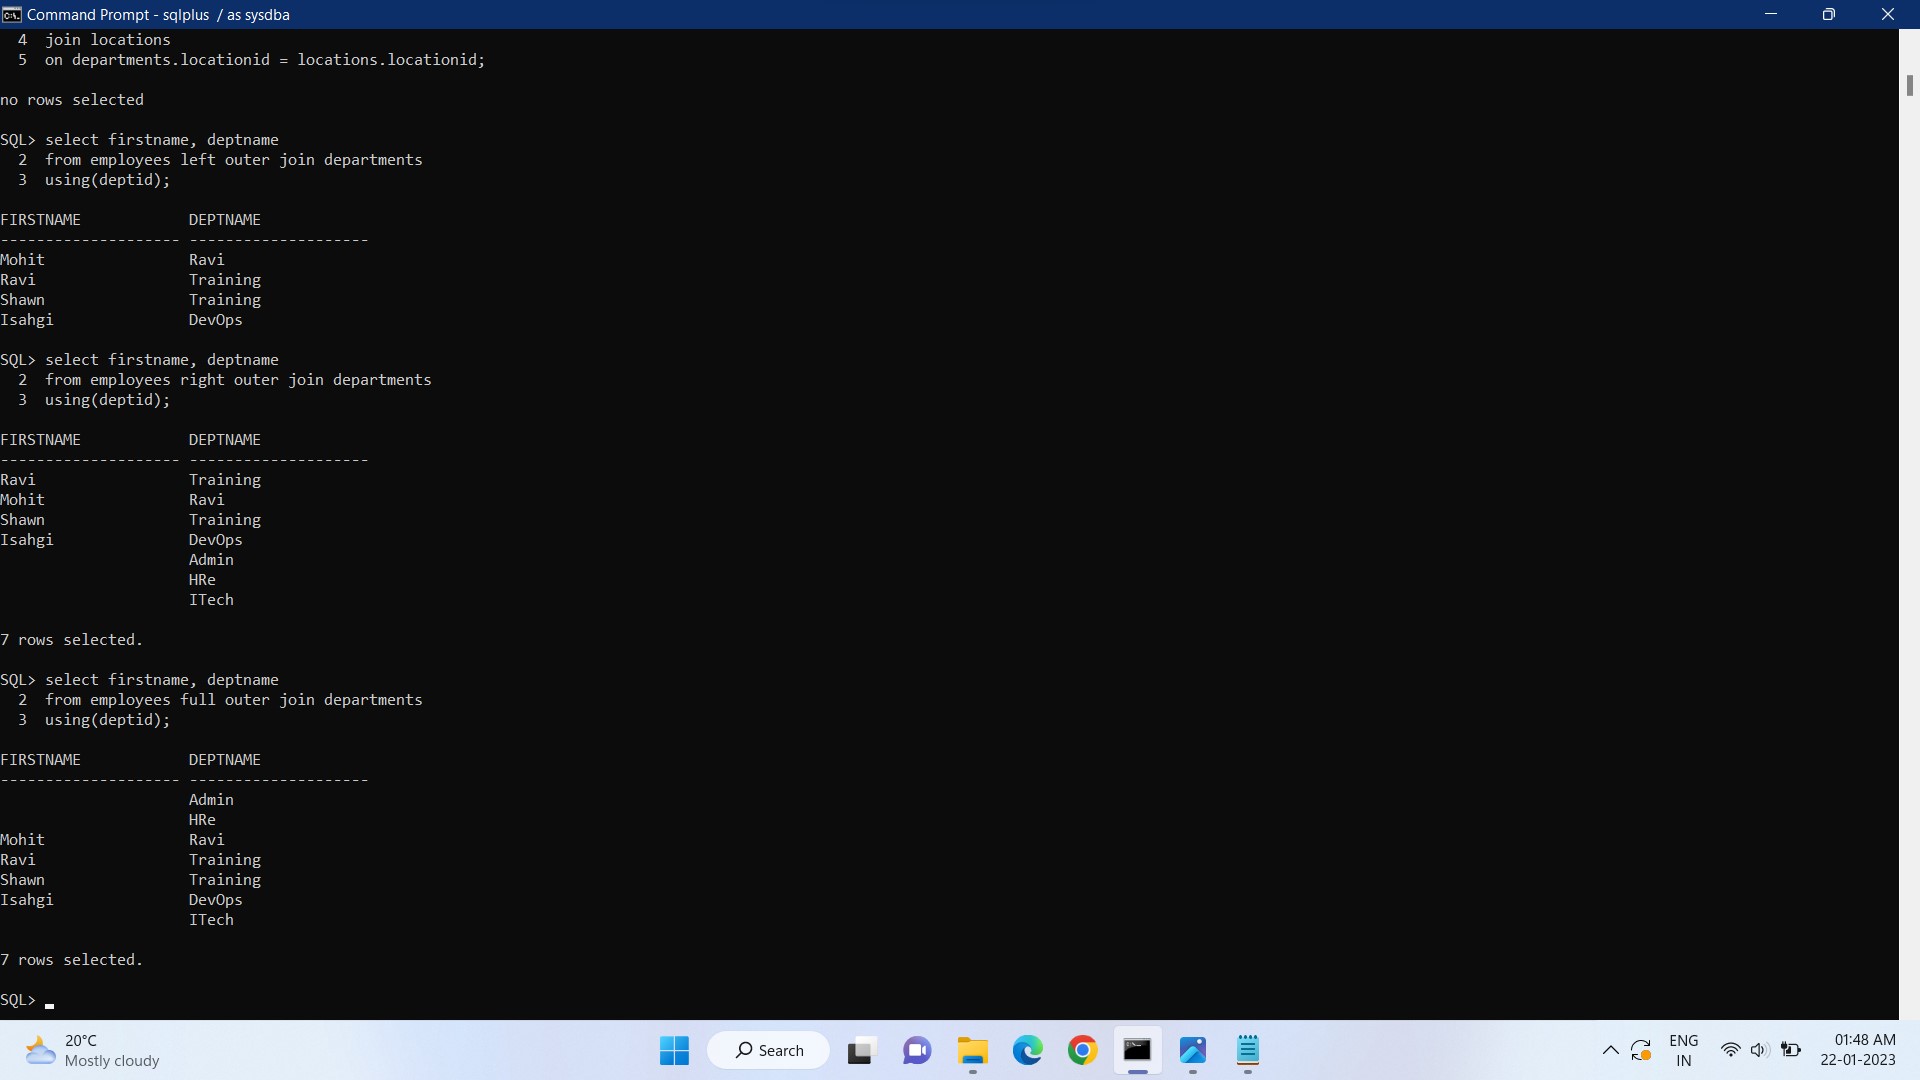 Command Prompt - sqlplus  / as sysdba
  4  join locations
  5  on departments.locationid = locations.locationid;
no rows selected
SQL> select firstname, deptname
  2  from employees left outer join departments
  3  using(deptid);
FIRSTNAME            DEPTNAME
-------------------- --------------------
Mohit                Ravi
Ravi                 Training
Shawn                Training
Isahgi               DevOps
SQL> select firstname, deptname
  2  from employees right outer join departments
  3  using(deptid);
FIRSTNAME            DEPTNAME
-------------------- --------------------
Ravi                 Training
Mohit                Ravi
Shawn                Training
Isahgi               DevOps
                     Admin
                     HRe
                     ITech
7 rows selected.
SQL> select firstname, deptname
  2  from employees full outer join departments
  3  using(deptid);
FIRSTNAME            DEPTNAME
-------------------- --------------------
                     Admin
                     HRe
Mohit                Ravi
Ravi                 Training
Shawn                Training
Isahgi               DevOps
                     ITech
7 rows selected.
SQL>
20°C
Mostly cloudy
Search
ENG
IN
01:48 AM
22-01-2023